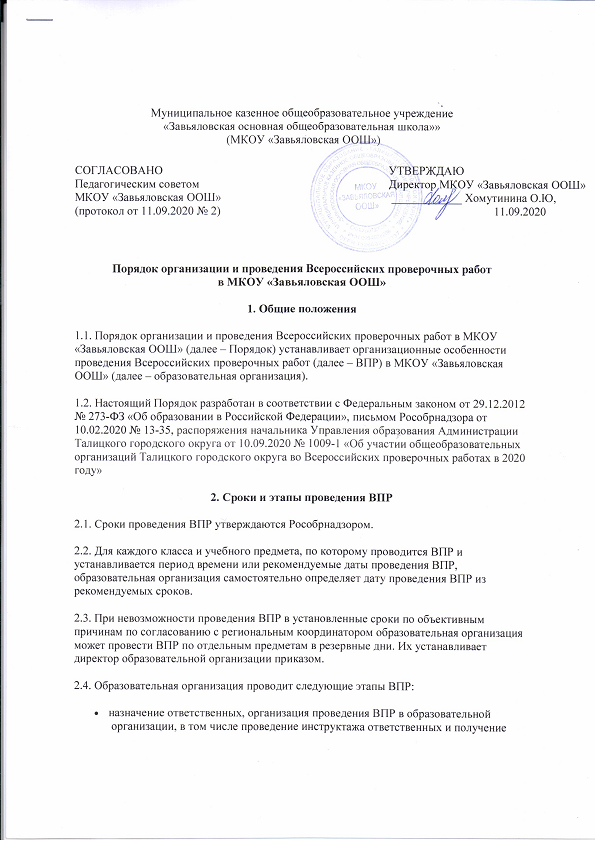 Муниципальное казенное общеобразовательное учреждение
«Завьяловская основная общеобразовательная школа»»
(МКОУ «Завьяловская ООШ»)
СОГЛАСОВАНО
Педагогическим советом
МКОУ «Завьяловская ООШ»
(протокол от 11.09.2020 № 2)
МКОУ
«ЗАВЬЯЛОВСКАЯ
ООШ»
УТВЕРЖДАЮ
Директор МКОУ «Завьяловская ООШ»
____________ Хомутинина О.Ю,
11.09.2020
Порядок организации и проведения Всероссийских проверочных работ
в МКОУ «Завьяловская ООШ»
1. Общие положения
1.1. Порядок организации и проведения Всероссийских проверочных работ в МКОУ
«Завьяловская ООШ» (далее – Порядок) устанавливает организационные особенности
проведения Всероссийских проверочных работ (далее – ВПР) в МКОУ «Завьяловская
ООШ» (далее – образовательная организация).
1.2. Настоящий Порядок разработан в соответствии с Федеральным законом от 29.12.2012
№ 273-ФЗ «Об образовании в Российской Федерации», письмом Рособрнадзора от
10.02.2020 № 13-35, распоряжения начальника Управления образования Администрации
Талицкого городского округа от 10.09.2020 № 1009-1 «Об участии общеобразовательных
организаций Талицкого городского округа во Всероссийских проверочных работах в 2020
году»
2. Сроки и этапы проведения ВПР
2.1. Сроки проведения ВПР утверждаются Рособрнадзором.
2.2. Для каждого класса и учебного предмета, по которому проводится ВПР и
устанавливается период времени или рекомендуемые даты проведения ВПР,
образовательная организация самостоятельно определяет дату проведения ВПР из
рекомендуемых сроков.
2.3. При невозможности проведения ВПР в установленные сроки по объективным
причинам по согласованию с региональным координатором образовательная организация
может провести ВПР по отдельным предметам в резервные дни. Их устанавливает
директор образовательной организации приказом.
2.4. Образовательная организация проводит следующие этапы ВПР:
• назначение ответственных, организация проведения ВПР в образовательной
организации, в том числе проведение инструктажа ответственных и получение